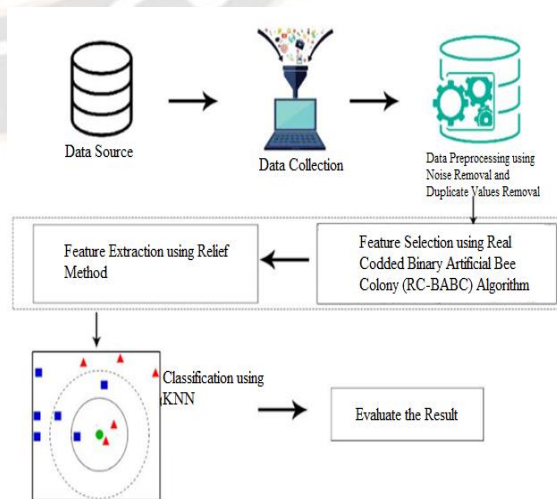 Data Source
Data Collection
Data Preprocessing using
Noise Removal and
Duplicate Values Removal
Feature Selection using Real
Codded Binary Artificial Bee
Colony (RC-BABC) Algorithm
Feature Extraction using Relief
Method
Classification using
KNN
Evaluate the Result